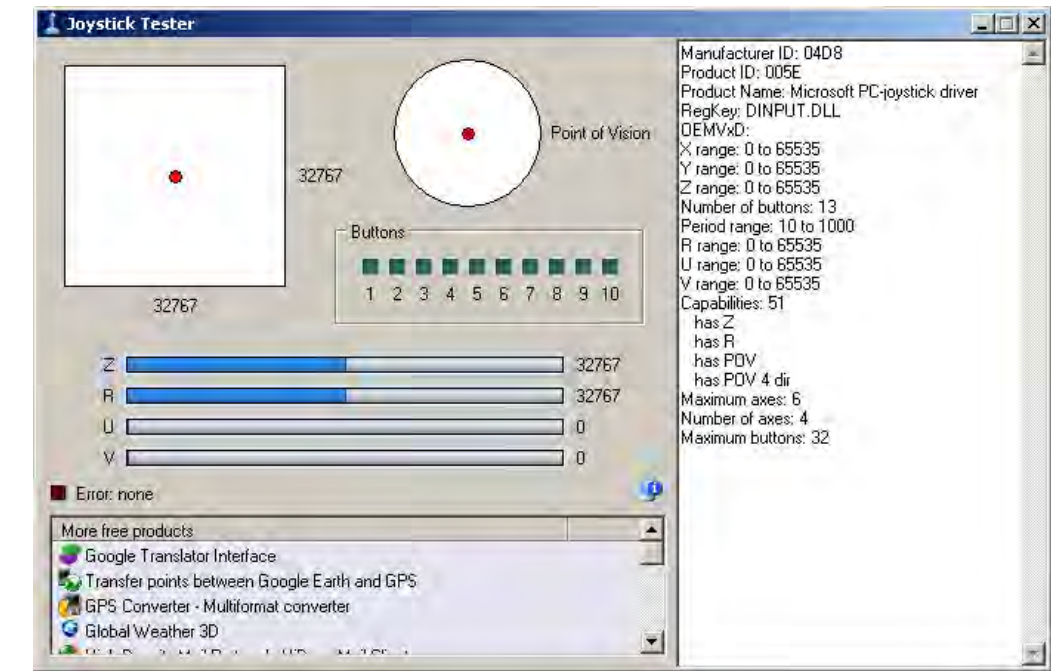 Joystick Tester
32767
32767
Point of Vision
Buttons
1 2 3 4 5 6 7 8 9 10
Z 32767
R 32767
U 0
V 0
Error: none
More free products
Google Translator Interface
Transfer points between Google Earth and GPS
GPS Converter - Multiformat converter
Global Weather 3D
Manufacturer ID: 04D8
Product ID: 005E
Product Name: Microsoft PC-joystick driver
RegKey: DINPUT.DLL
OEMVxD:
X range: 0 to 65535
Y range: 0 to 65535
Z range: 0 to 65535
Number of buttons: 13
Period range: 10 to 1000
R range: 0 to 65535
U range: 0 to 65535
V range: 0 to 65535
Capabilities: 51
has Z
has R
has POV
has POV 4 dir
Maximum axes: 6
Number of axes: 4
Maximum buttons: 32